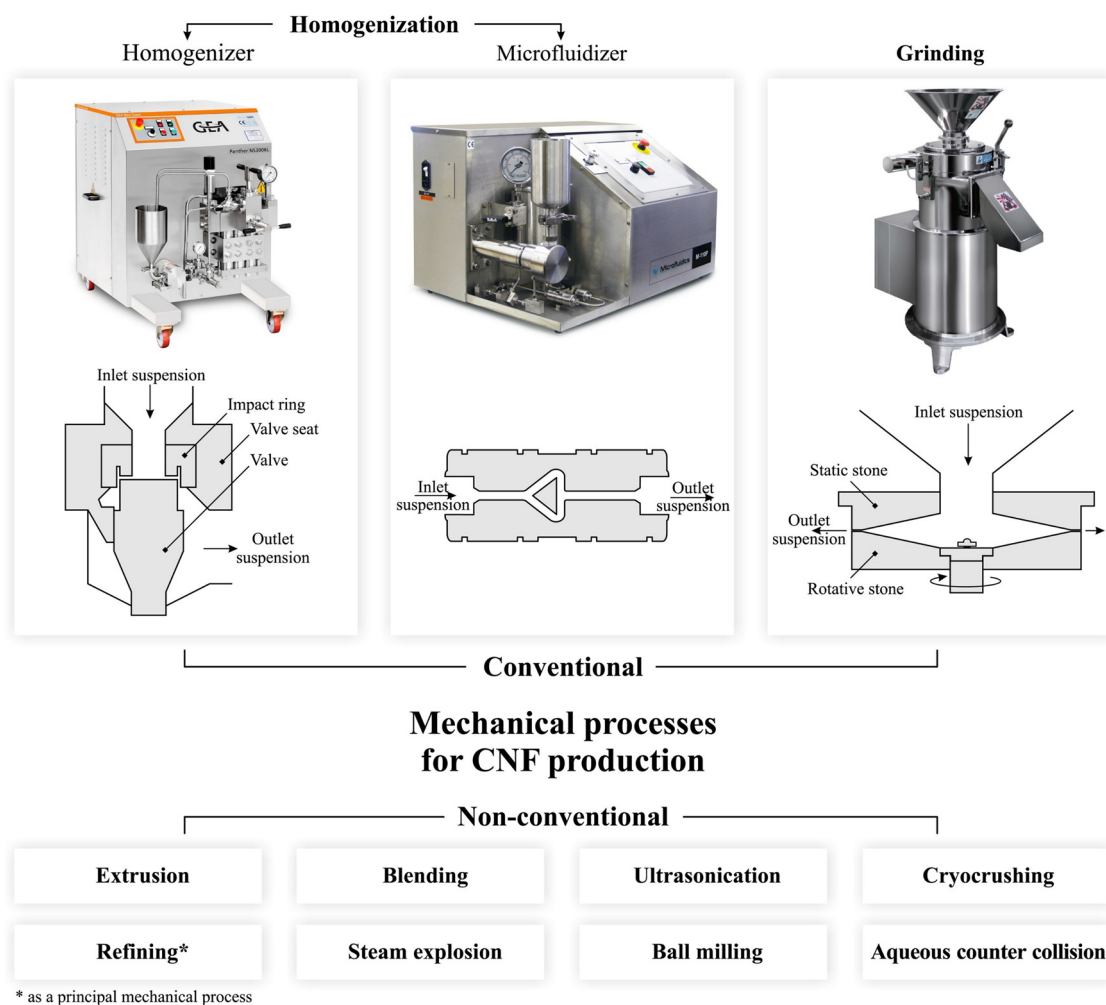 Homogenization
Homogenizer
Microfluidizer
Grinding
GEA
Panther NS3006L
Microfluidics
M-110P
Inlet suspension
Impact ring
Valve seat
Valve
Outlet
suspension
Inlet
suspension
Outlet
suspension
Inlet suspension
Static stone
Outlet
suspension
Rotative stone
Conventional
Mechanical processes
for CNF production
Non-conventional
Extrusion
Blending
Ultrasonication
Cryocrushing
Refining*
Steam explosion
Ball milling
Aqueous counter collision
* as a principal mechanical process